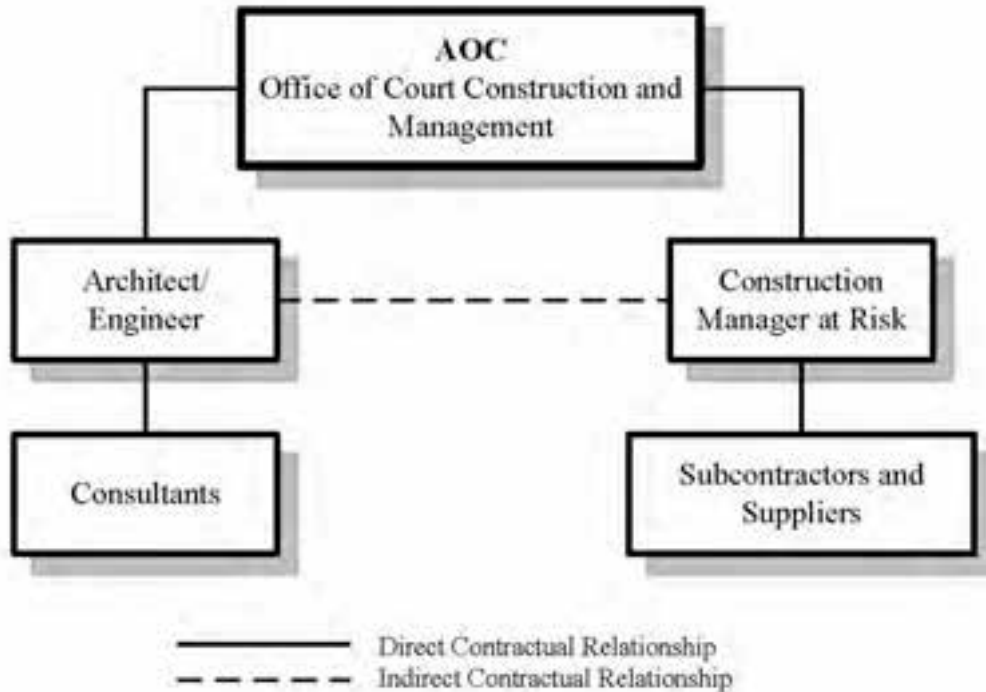 AOC
Office of Court Construction and
Management
Architect/
Engineer
Construction
Manager at Risk
Consultants
Subcontractors and
Suppliers
Direct Contractual Relationship
Indirect Contractual Relationship